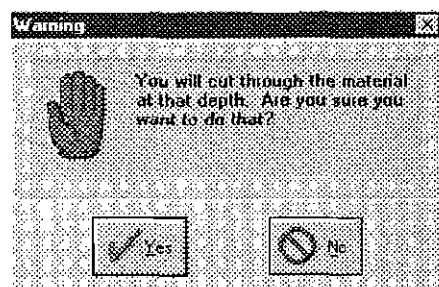 Warning
You will cut through the material
at that depth. Are you sure you
want to do that?
Yes
No